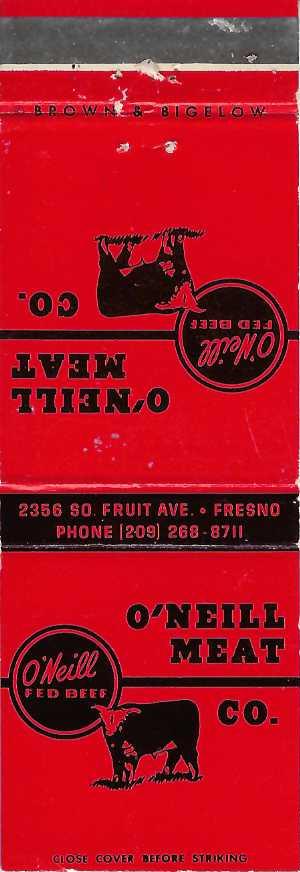 BROWN & BIGELOW
O'NEILL
MEAT
CO.
O'Neill
FED BEEF
2356 SO. FRUIT AVE. • FRESNO
PHONE (209) 268-8711
O'NEILL
MEAT
CO.
O'Neill
FED BEEF
CLOSE COVER BEFORE STRIKING